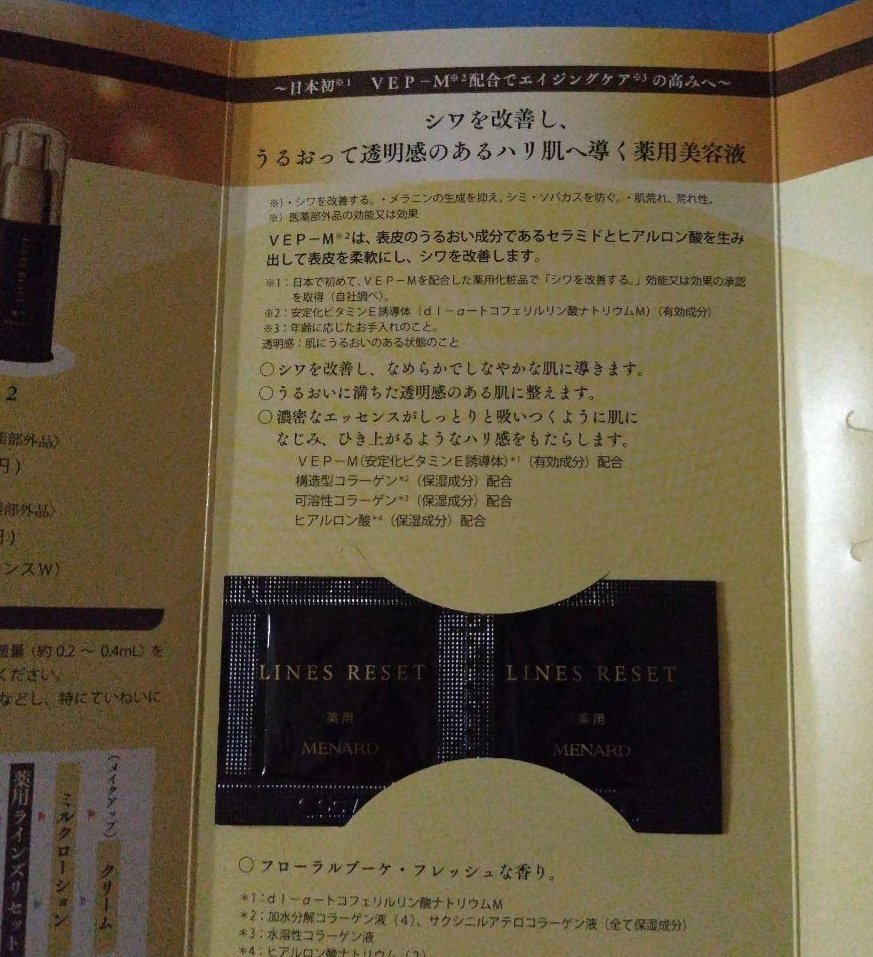 ～日本初※1 VEP－M※2配合でエイジングケア※3の高みへ～
シワを改善し、
うるおって透明感のあるハリ肌へ導く薬用美容液
※）・シワを改善する。・メラニンの生成を抑え、シミ・ソバカスを防ぐ。・肌荒れ、荒れ性。
※）医薬部外品の効能又は効果
VEP－M※2は、表皮のうるおい成分であるセラミドとヒアルロン酸を生み
出して表皮を柔軟にし、シワを改善します。
※1：日本で初めて、VEP－Mを配合した薬用化粧品で「シワを改善する。」効能又は効果の承認
を取得（自社調べ）。
※2：安定化ビタミンE誘導体（dl－α－トコフェリルリン酸ナトリウムM）（有効成分）
※3：年齢に応じたお手入れのこと。
透明感：肌にうるおいのある状態のこと
○シワを改善し、なめらかでしなやかな肌に導きます。
○うるおいに満ちた透明感のある肌に整えます。
○濃密なエッセンスがしっとりと吸いつくように肌に
なじみ、ひき上がるようなハリ感をもたらします。
VEP－M（安定化ビタミンE誘導体）*1（有効成分）配合
構造型コラーゲン*2（保湿成分）配合
可溶性コラーゲン*3（保湿成分）配合
ヒアルロン酸*4（保湿成分）配合
LINES RESET
薬用
MENARD
LINES RESET
薬用
MENARD
○フローラルブーケ・フレッシュな香り。
*1：dl－α－トコフェリルリン酸ナトリウムM
*2：加水分解コラーゲン液（4）、サクシニルアテロコラーゲン液（全て保湿成分）
*3：水溶性コラーゲン液
*4：ヒアルロン酸ナトリウム（2）
2
薬部外品〉
円）
部外品〉
円）
ンスW）
量（約0.2～0.4mL）を
ください。
などし、特にていねいに
薬用ラインズリセット
ミルクローション
クリーム
（メイクアップ）